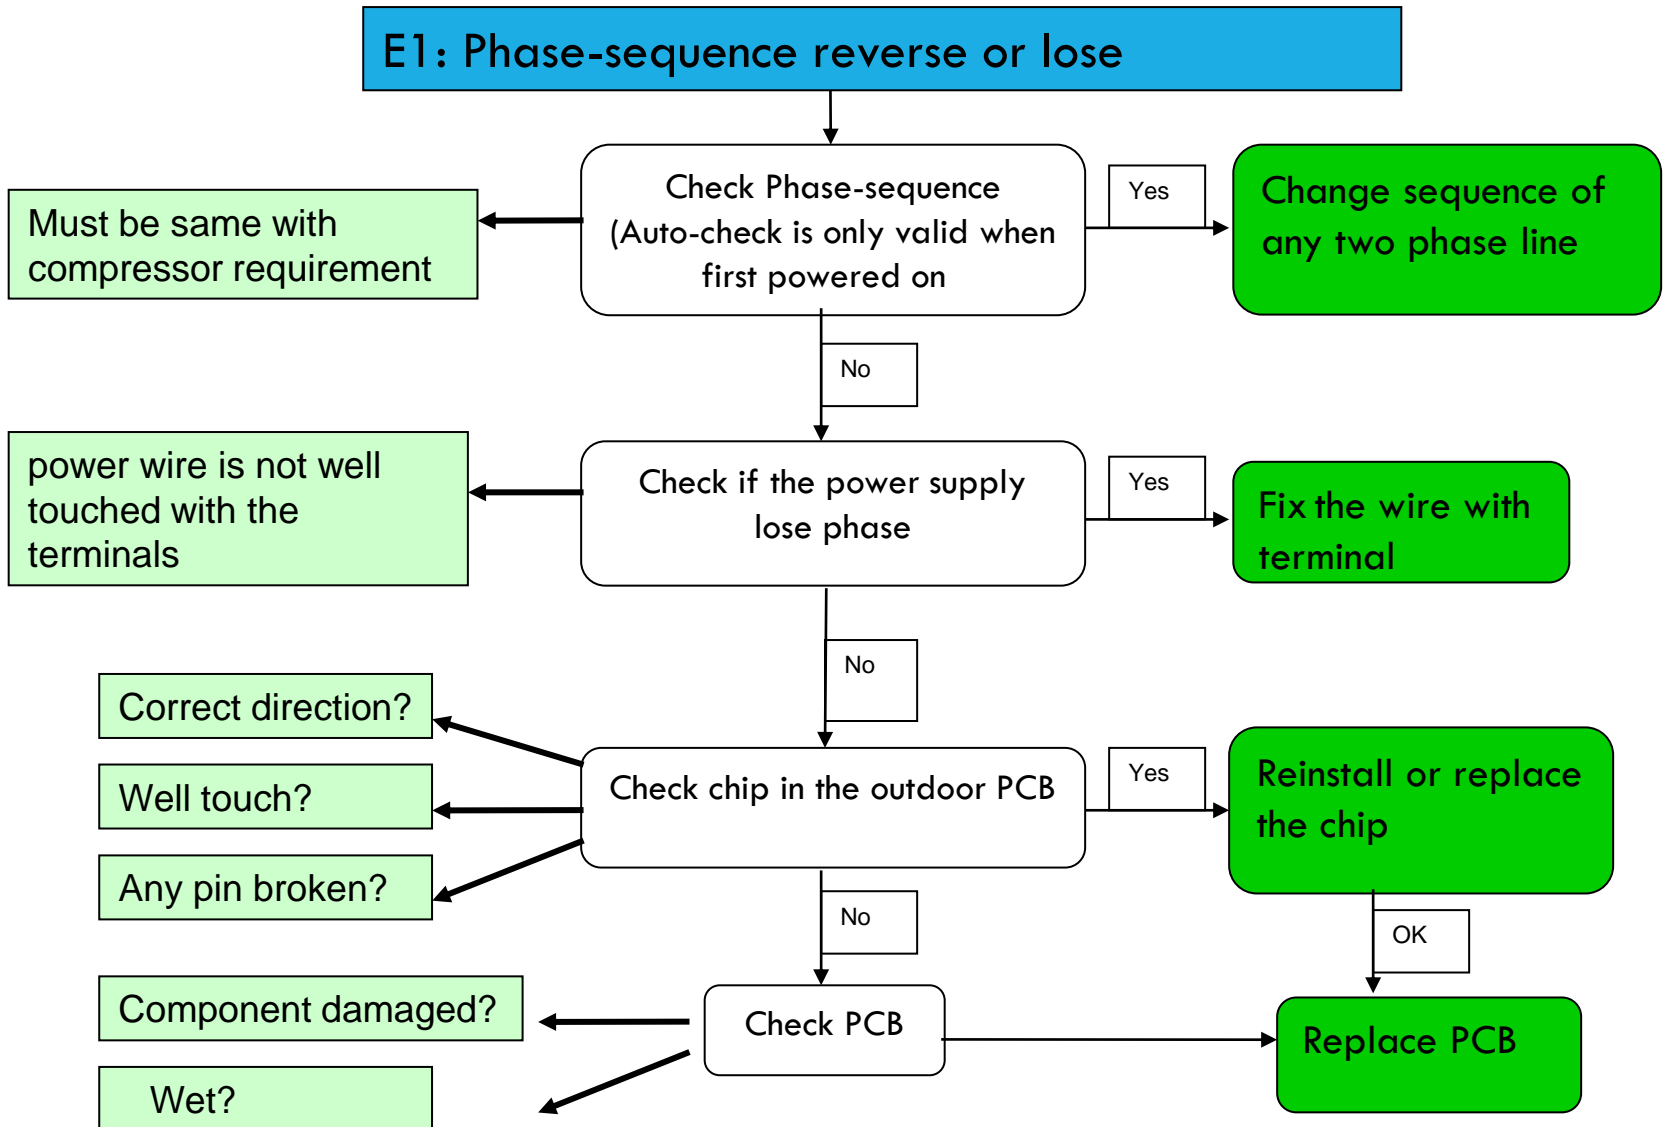 E1: Phase-sequence reverse or lose
Must be same with
compressor requirement
Check Phase-sequence
(Auto-check is only valid when
first powered on
Yes
Change sequence of
any two phase line
No
power wire is not well
touched with the
terminals
Check if the power supply
lose phase
Yes
Fix the wire with
terminal
No
Correct direction?
Well touch?
Any pin broken?
Check chip in the outdoor PCB
Yes
Reinstall or replace
the chip
No
OK
Component damaged?
Wet?
Check PCB
Replace PCB